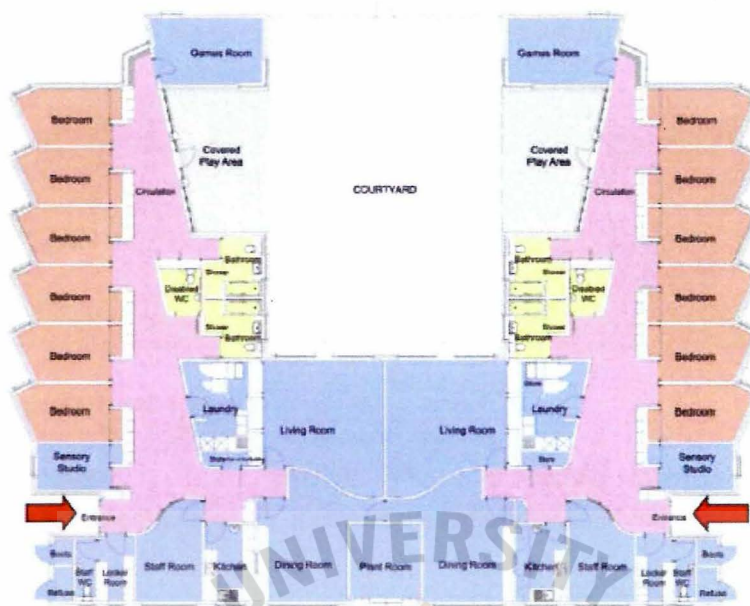 Games Room
Games Room
Bedroom
Covered
Play Area
Covered
Play Area
Bedroom
Bedroom
Circulation
COURTYARD
Circulation
Bedroom
Bedroom
Bedroom
Bathroom
Shower
Disabled
WC
Bathroom
Shower
Disabled
WC
Bedroom
Bedroom
Shower
Bathroom
Shower
Bathroom
Bedroom
Bedroom
Store
Bedroom
Laundry
Living Room
Living Room
Laundry
Bedroom
Sensory
Studio
Store
Store
Sensory
Studio
Entrance
Entrance
Boots
Staff
WC
Locker
Room
Staff Room
Kitchen
Dining Room
Plant Room
Dining Room
Kitchen
Staff Room
Locker
Room
Staff
WC
Boots
Refuse
Refuse
UNIVERSITY